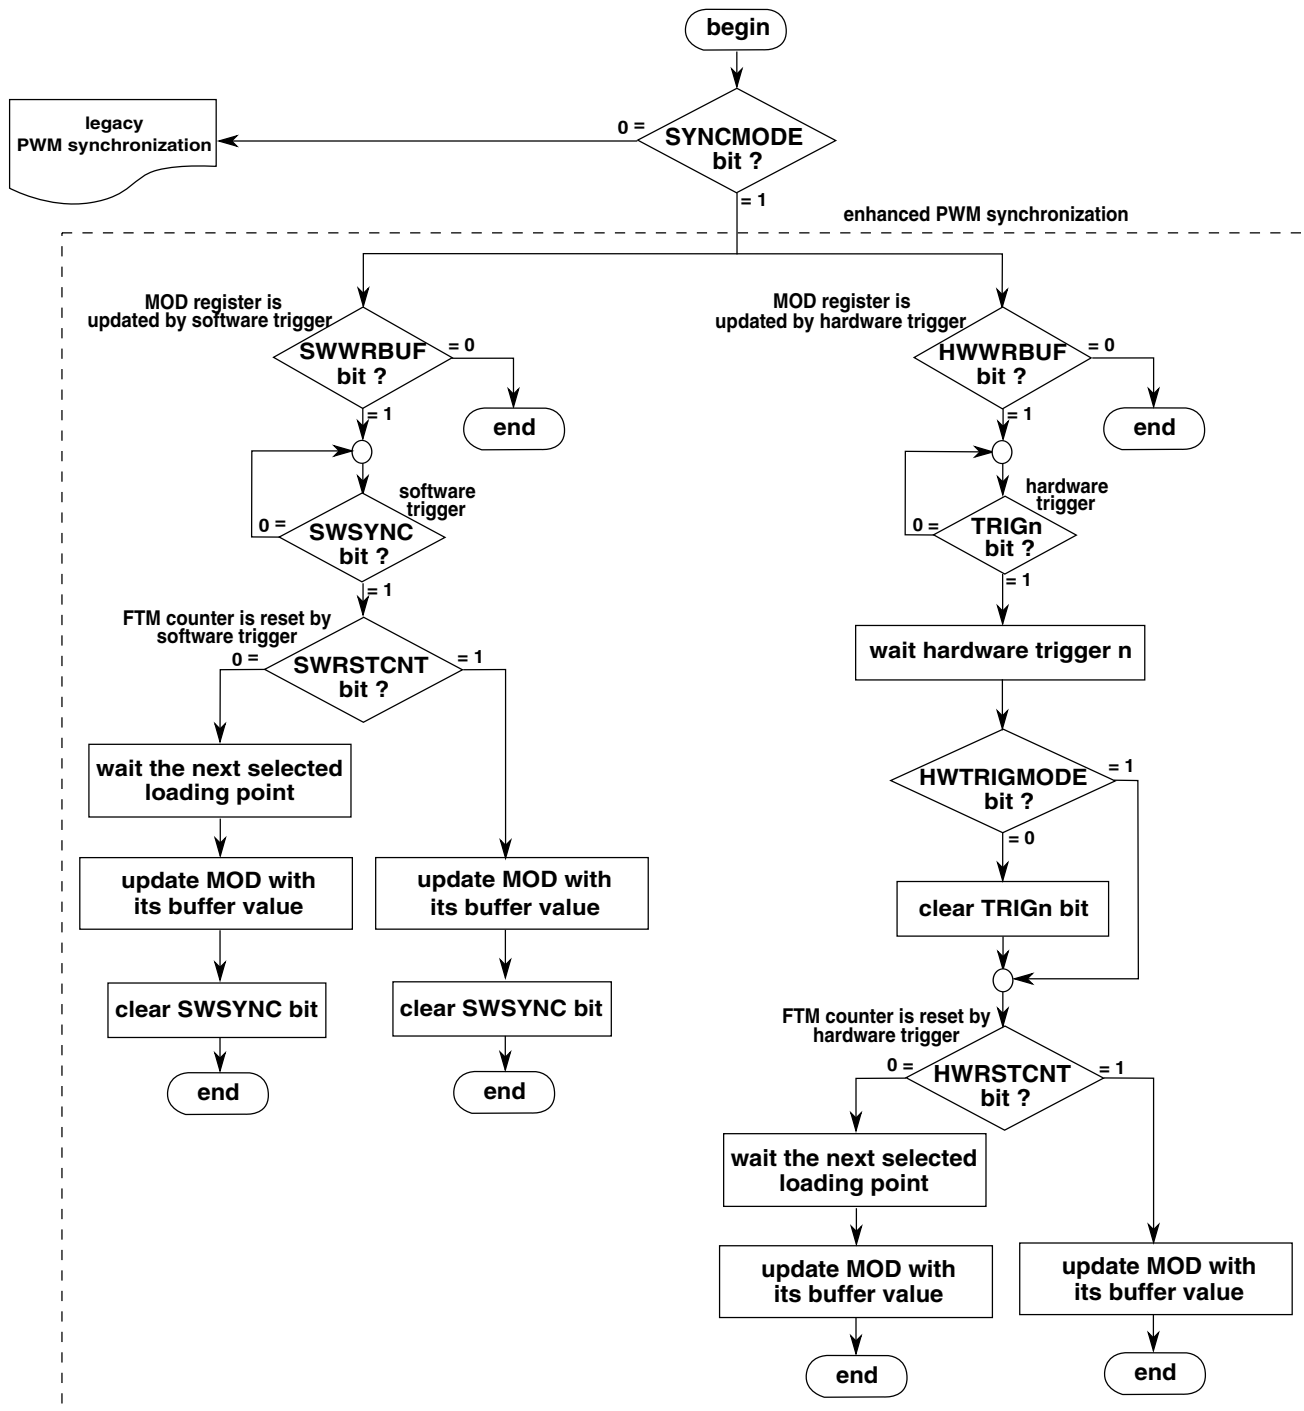 begin
legacy
PWM synchronization
0 =
SYNCMODE
bit ?
= 1
enhanced PWM synchronization
MOD register is
updated by software trigger
SWWRBUF
bit ?
= 0
= 1
end
software
trigger
0 =
SWSYNC
bit ?
= 1
FTM counter is reset by
software trigger
0 =
SWRSTCNT
bit ?
= 1
wait the next selected
loading point
update MOD with
its buffer value
clear SWSYNC bit
end
update MOD with
its buffer value
clear SWSYNC bit
end
MOD register is
updated by hardware trigger
HWWRBUF
bit ?
= 0
= 1
end
hardware
trigger
0 =
TRIGn
bit ?
= 1
wait hardware trigger n
HWTRIGMODE
bit ?
= 1
= 0
clear TRIGn bit
FTM counter is reset by
hardware trigger
0 =
HWRSTCNT
bit ?
= 1
wait the next selected
loading point
update MOD with
its buffer value
end
update MOD with
its buffer value
end